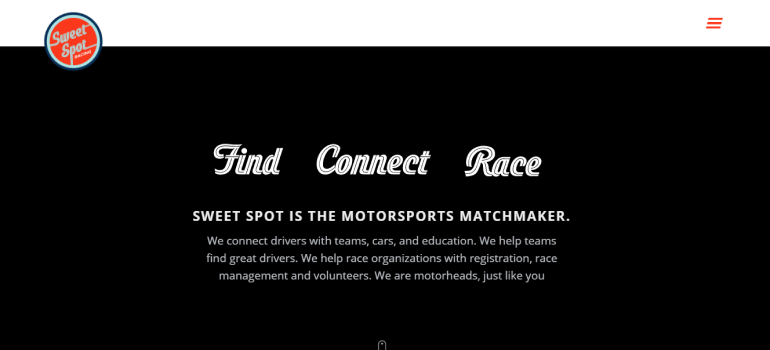 Sweet
Spot
RACING
Find Connect Race
SWEET SPOT IS THE MOTORSPORTS MATCHMAKER.
We connect drivers with teams, cars, and education. We help teams
find great drivers. We help race organizations with registration, race
management and volunteers. We are motorheads, just like you